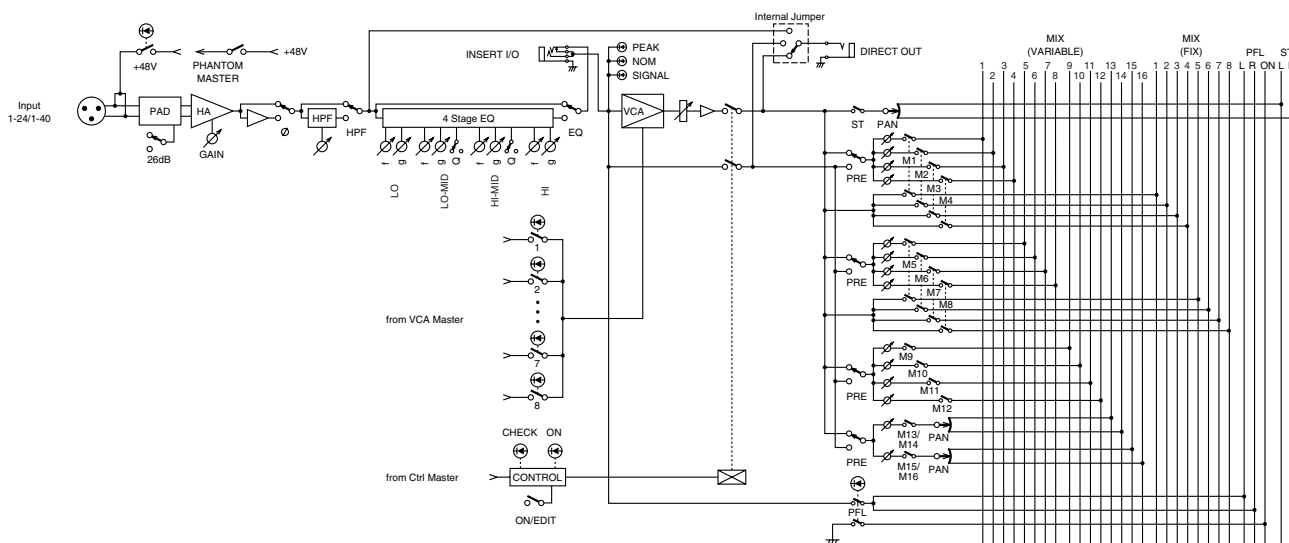 Internal Jumper
DIRECT OUT
INSERT I/O
PEAK
NOM
SIGNAL
MIX
(VARIABLE)
MIX
(FIX)
PFL
ST
1 2 3 4 5 6 7 8 9 10 11 12 13 14 15 16 1 2 3 4 5 6 7 8 L R ON L
+48V
PHANTOM
MASTER
+48V
Input
1-24/1-40
PAD
HA
26dB
GAIN
Ø
HPF
HPF
4 Stage EQ
EQ
f g f g Q f g Q f g
LO
LO-MID
HI-MID
HI
VCA
ST
PAN
PRE
M1
M2
M3
M4
PRE
M5
M6
M7
M8
PRE
M9
M10
M11
M12
PRE
M13/
M14
PAN
M15/
M16
PAN
1
2
from VCA Master
7
8
CHECK
ON
from Ctrl Master
CONTROL
ON/EDIT
PFL